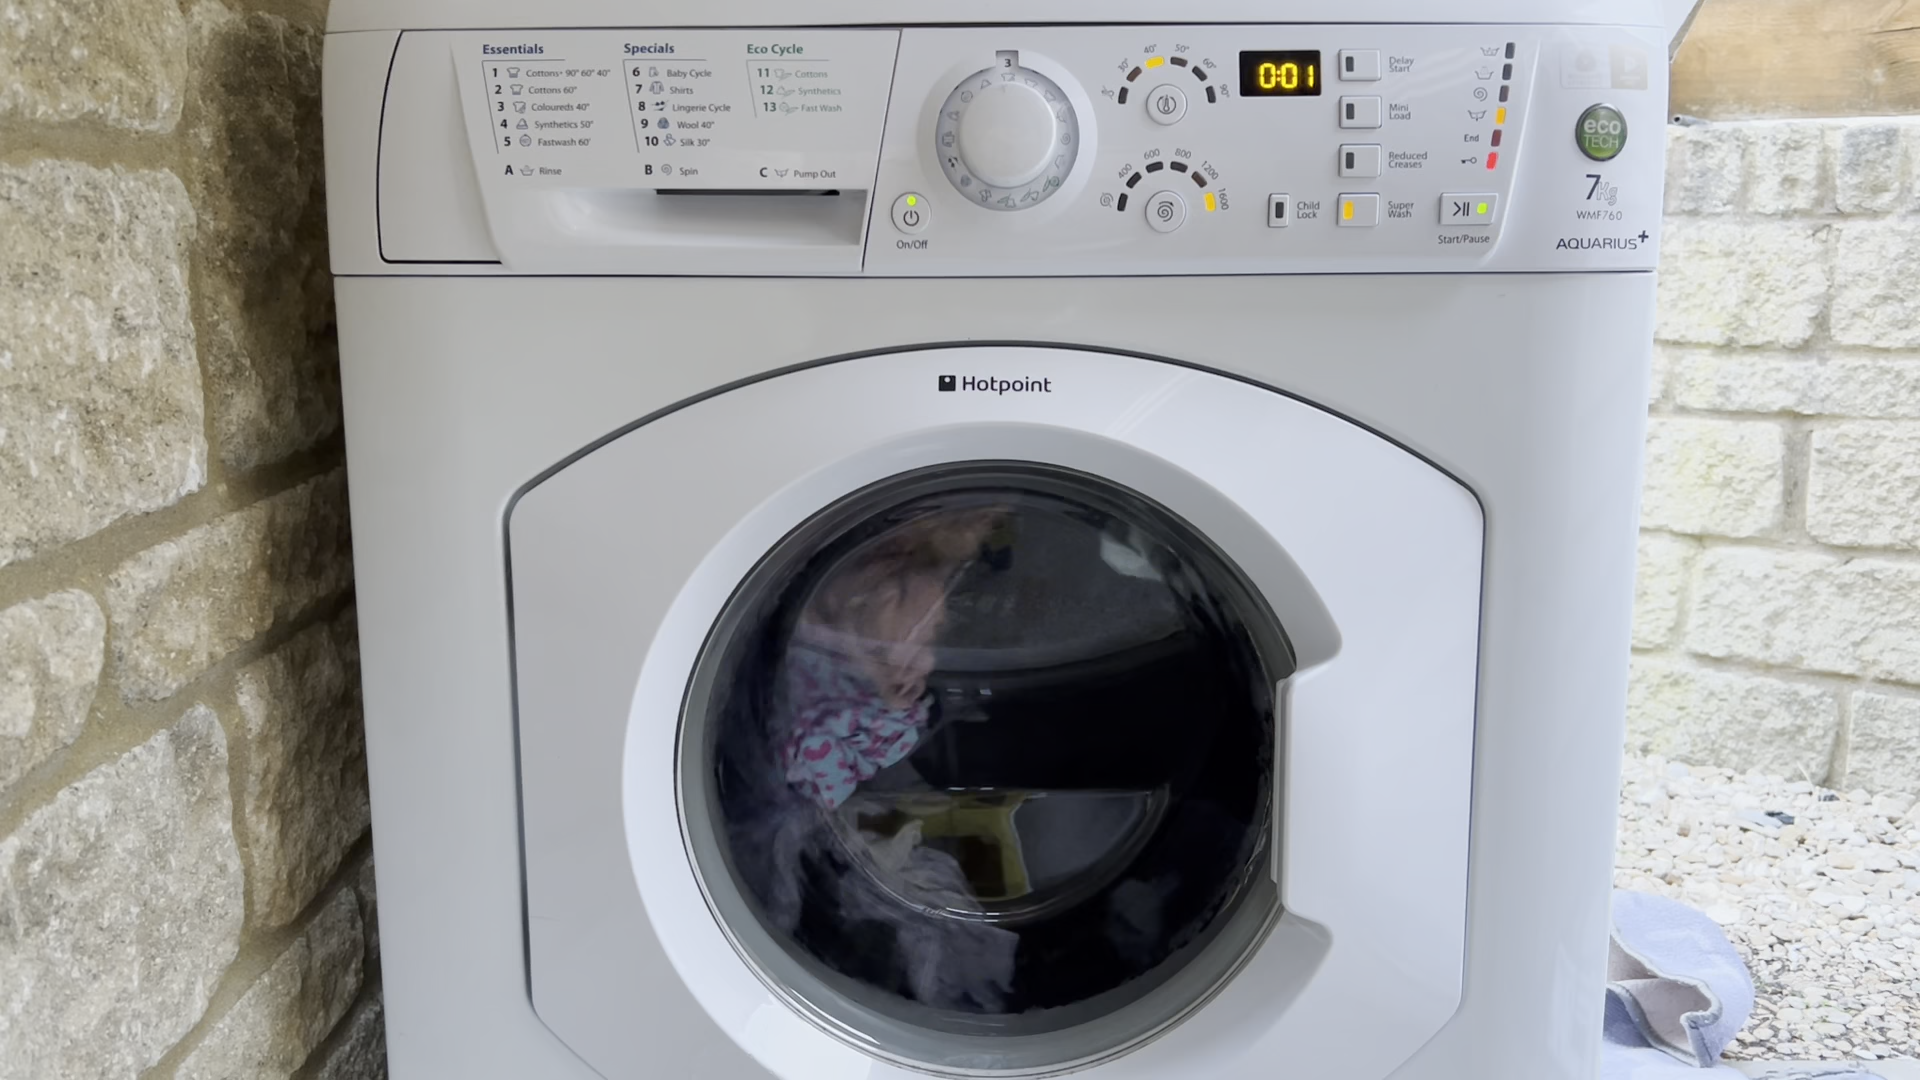 Essentials
1 Cottons- 90° 60° 40°
2 Cottons 60°
3 Coloureds 40°
4 Synthetics 50°
5 Fastwash 60'
A Rinse
Specials
6 Baby Cycle
7 Shirts
8 Lingerie Cycle
9 Wool 40°
10 Silk 30°
B Spin
Eco Cycle
11 Cottons
12 Synthetics
13 Fast Wash
C Pump Out
On/Off
3
30° 40° 50° 60° 90°
400 600 800 1200 1600
0:01
Delay
Start
Mini
Load
Reduced
Creases
Child
Lock
Super
Wash
End
Start/Pause
eco
TECH
7Kg
WMF760
AQUARIUS+
Hotpoint